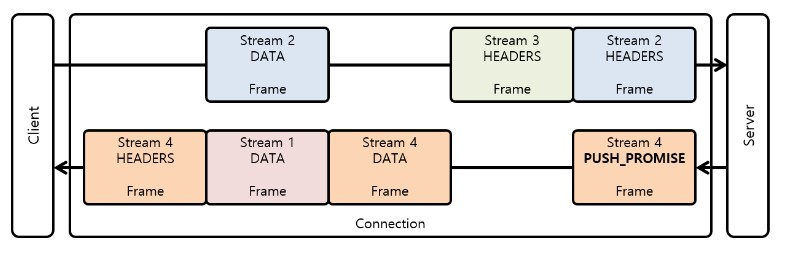 Client
Stream 2
DATA
Frame
Stream 3
HEADERS
Frame
Stream 2
HEADERS
Frame
Stream 4
HEADERS
Frame
Stream 1
DATA
Frame
Stream 4
DATA
Frame
Stream 4
PUSH_PROMISE
Frame
Connection
Server